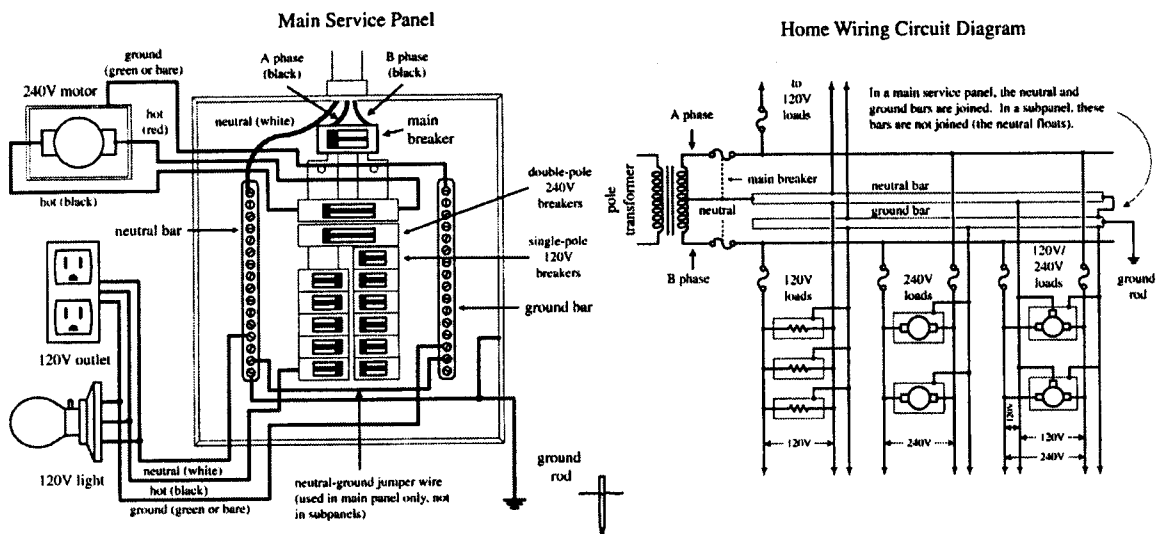 Main Service Panel
ground
(green or bare)
A phase
(black)
B phase
(black)
240V motor
hot
(red)
neutral (white)
main
breaker
hot (black)
double-pole
240V
breakers
neutral bar
single-pole
120V
breakers
ground bar
120V outlet
120V light
neutral (white)
hot (black)
ground (green or bare)
neutral-ground jumper wire
(used in main panel only, not
in subpanels)
ground
rod
Home Wiring Circuit Diagram
to
120V
loads
In a main service panel, the neutral and
ground bars are joined. In a subpanel, these
bars are not joined (the neutral floats).
A phase
pole
transformer
main breaker
neutral bar
neutral
ground bar
B phase
120V
loads
240V
loads
120V/
240V
loads
ground
rod
120V
240V
120V
120V
240V